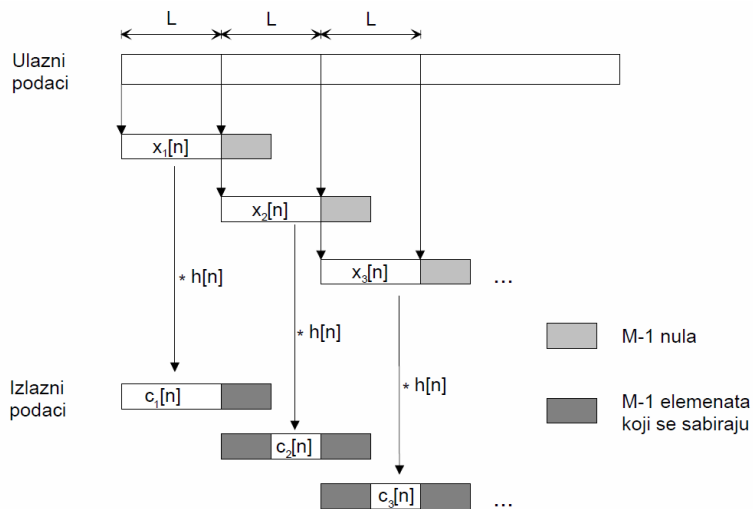 L L L
Ulazni
podaci
x₁[n]
x₂[n]
x₃[n]
...
* h[n]
* h[n]
* h[n]
M-1 nula
Izlazni
podaci
c₁[n]
M-1 elemenata
koji se sabiraju
c₂[n]
c₃[n]
...